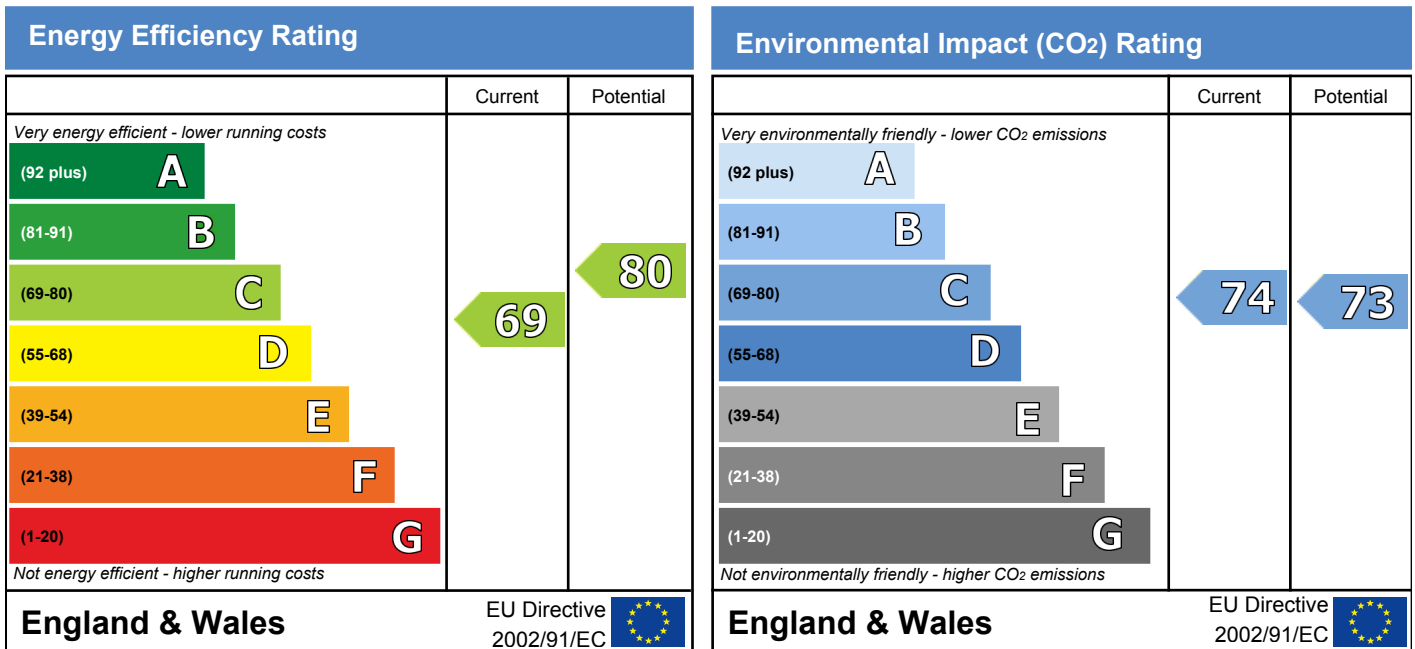 Energy Efficiency Rating
Current Potential
Very energy efficient - lower running costs
(92 plus) A
(81-91) B
(69-80) C
(55-68) D
(39-54) E
(21-38) F
(1-20) G
69
80
Not energy efficient - higher running costs
England & Wales
EU Directive
2002/91/EC
Environmental Impact (CO2) Rating
Current Potential
Very environmentally friendly - lower CO2 emissions
(92 plus) A
(81-91) B
(69-80) C
(55-68) D
(39-54) E
(21-38) F
(1-20) G
74
73
Not environmentally friendly - higher CO2 emissions
England & Wales
EU Directive
2002/91/EC